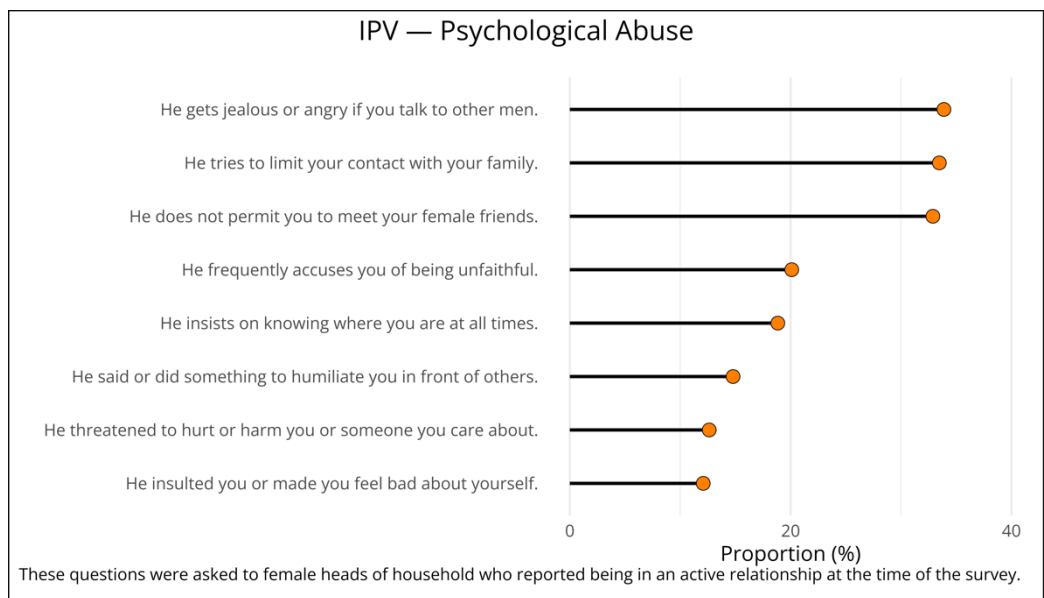 IPV — Psychological Abuse
He gets jealous or angry if you talk to other men.
He tries to limit your contact with your family.
He does not permit you to meet your female friends.
He frequently accuses you of being unfaithful.
He insists on knowing where you are at all times.
He said or did something to humiliate you in front of others.
He threatened to hurt or harm you or someone you care about.
He insulted you or made you feel bad about yourself.
0 20 40
Proportion (%)
These questions were asked to female heads of household who reported being in an active relationship at the time of the survey.